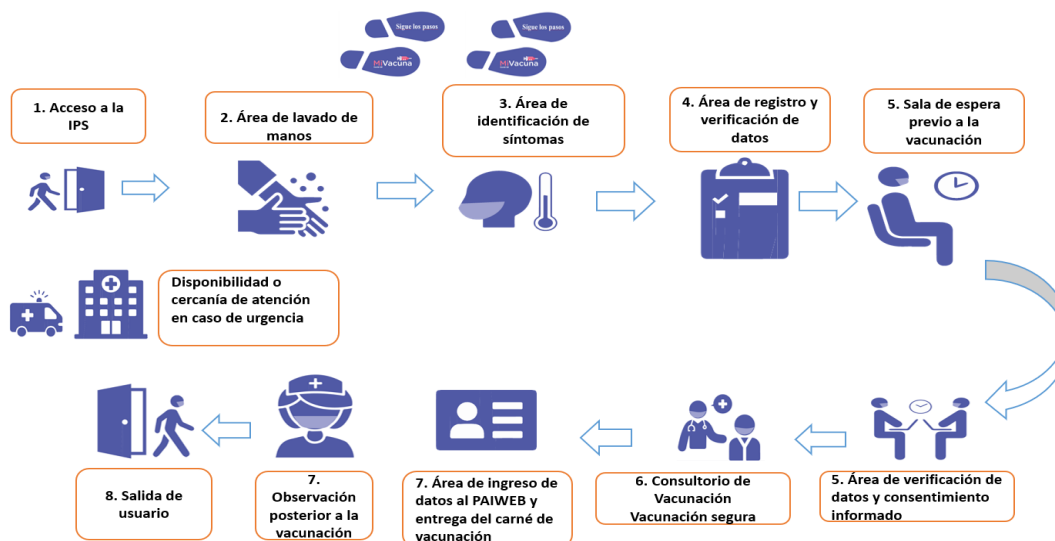 Sigue los pasos
MiVacuna
Sigue los pasos
MiVacuna
1. Acceso a la
IPS
2. Área de lavado de
manos
3. Área de
identificación de
síntomas
4. Área de registro y
verificación de
datos
5. Sala de espera
previo a la
vacunación
Disponibilidad o
cercanía de atención
en caso de urgencia
8. Salida de
usuario
7.
Observación
posterior a la
vacunación
7. Área de ingreso de
datos al PAIWEB y
entrega del carné de
vacunación
6. Consultorio de
Vacunación
Vacunación segura
5. Área de verificación de
datos y consentimiento
informado